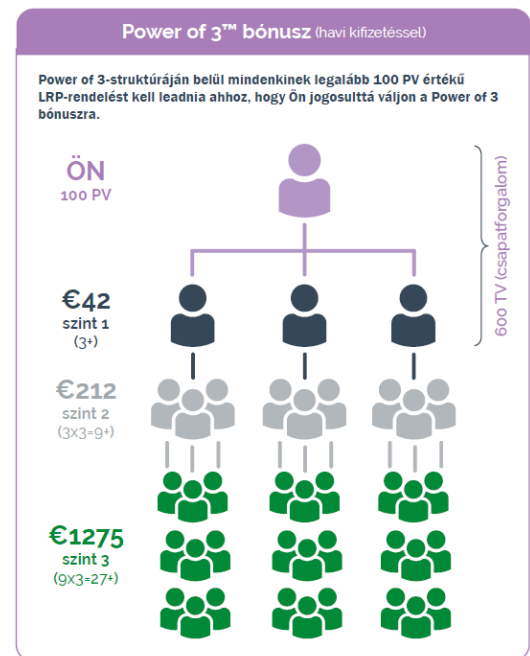 Power of 3™ bónusz (havi kifizetéssel)
Power of 3-struktúráján belül mindenkinek legalább 100 PV értékű
LRP-rendelést kell leadnia ahhoz, hogy Ön jogosulttá váljon a Power of 3
bónuszra.
ÖN
100 PV
600 TV (csapatforgalom)
€42
szint 1
(3+)
€212
szint 2
(3x3=9+)
€1275
szint 3
(9x3=27+)